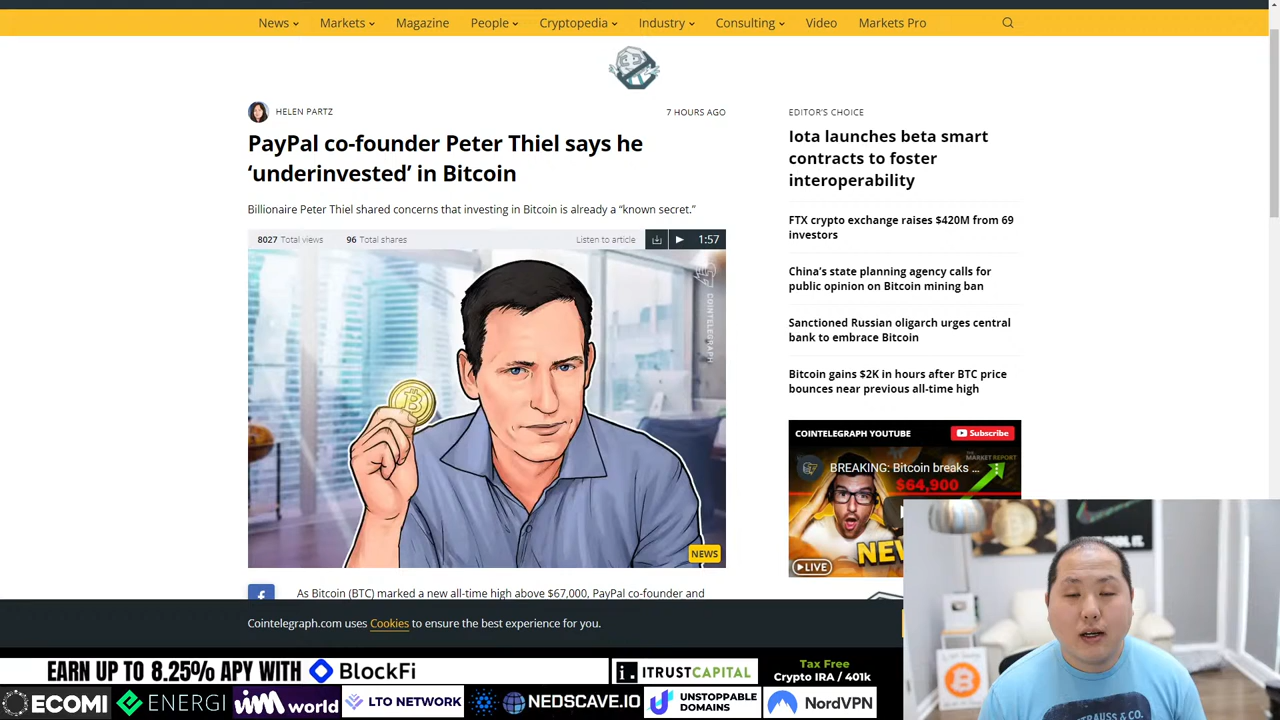 News
Markets
Magazine
People
Cryptopedia
Industry
Consulting
Video
Markets Pro
HELEN PARTZ
7 HOURS AGO
PayPal co-founder Peter Thiel says he
‘underinvested’ in Bitcoin
Billionaire Peter Thiel shared concerns that investing in Bitcoin is already a “known secret.”
8027 Total views
96 Total shares
Listen to article
1:57
COINTELEGRAPH
NEWS
As Bitcoin (BTC) marked a new all-time high above $67,000, PayPal co-founder and
EDITOR'S CHOICE
Iota launches beta smart
contracts to foster
interoperability
FTX crypto exchange raises $420M from 69
investors
China’s state planning agency calls for
public opinion on Bitcoin mining ban
Sanctioned Russian oligarch urges central
bank to embrace Bitcoin
Bitcoin gains $2K in hours after BTC price
bounces near previous all-time high
COINTELEGRAPH YOUTUBE
Subscribe
THE
MARKET REPORT
BREAKING: Bitcoin breaks ...
$64,900
NEW
LIVE
Cointelegraph.com uses Cookies to ensure the best experience for you.
EARN UP TO 8.25% APY WITH BlockFi
ITRUSTCAPITAL
Tax Free
Crypto IRA / 401k
ECOMI
ENERGI
world
LTO NETWORK
NEDSCAVE.IO
UNSTOPPABLE
DOMAINS
NordVPN